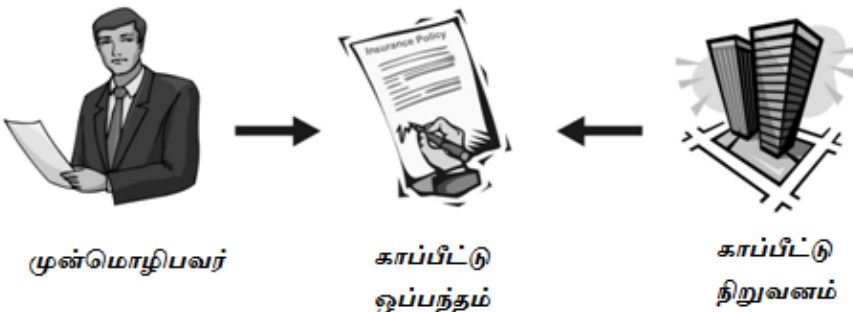 Insurance Policy
முன்மொழிபவர்
காப்பீட்டு
ஒப்பந்தம்
காப்பீட்டு
நிறுவனம்